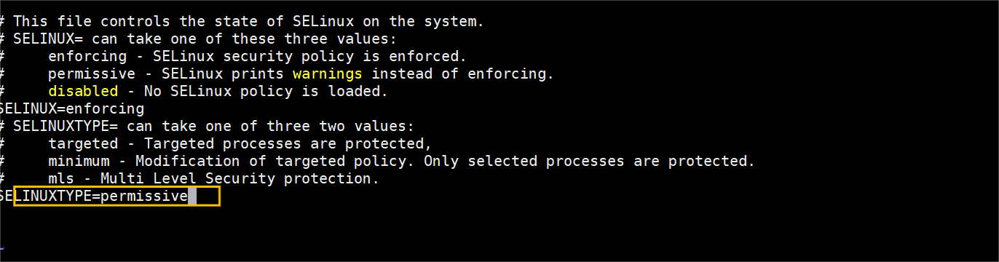 # This file controls the state of SELinux on the system.
# SELINUX= can take one of these three values:
#     enforcing - SELinux security policy is enforced.
#     permissive - SELinux prints warnings instead of enforcing.
#     disabled - No SELinux policy is loaded.
SELINUX=enforcing
# SELINUXTYPE= can take one of three two values:
#     targeted - Targeted processes are protected,
#     minimum - Modification of targeted policy. Only selected processes are protected.
#     mls - Multi Level Security protection.
SELINUXTYPE=permissive
~